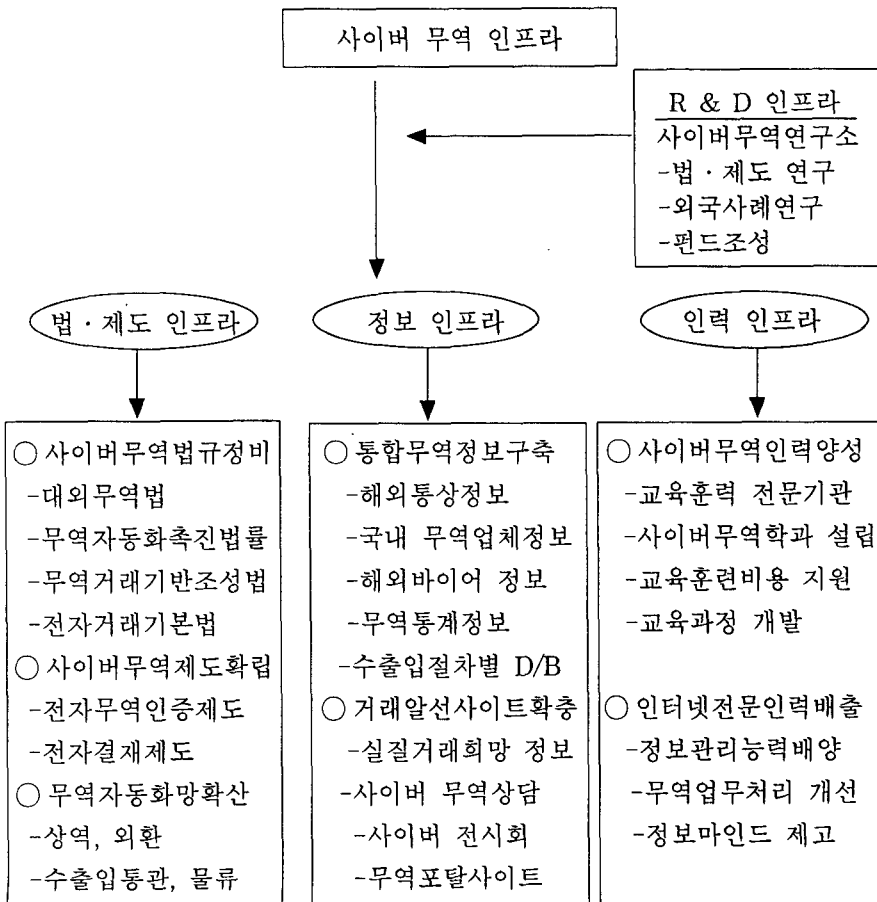 사이버 무역 인프라
R & D 인프라
사이버무역연구소
-법 · 제도 연구
-외국사례연구
-펀드조성
법 · 제도 인프라
○ 사이버무역법규정비
-대외무역법
-무역자동화촉진법률
-무역거래기반조성법
-전자거래기본법
○ 사이버무역제도확립
-전자무역인증제도
-전자결재제도
○ 무역자동화망확산
-상역, 외환
-수출입통관, 물류
정보 인프라
○ 통합무역정보구축
-해외통상정보
-국내 무역업체정보
-해외바이어 정보
-무역통계정보
-수출입절차별 D/B
○ 거래알선사이트확충
-실질거래희망 정보
-사이버 무역상담
-사이버 전시회
-무역포탈사이트
인력 인프라
○ 사이버무역인력양성
-교육훈력 전문기관
-사이버무역학과 설립
-교육훈련비용 지원
-교육과정 개발
○ 인터넷전문인력배출
-정보관리능력배양
-무역업무처리 개선
-정보마인드 제고